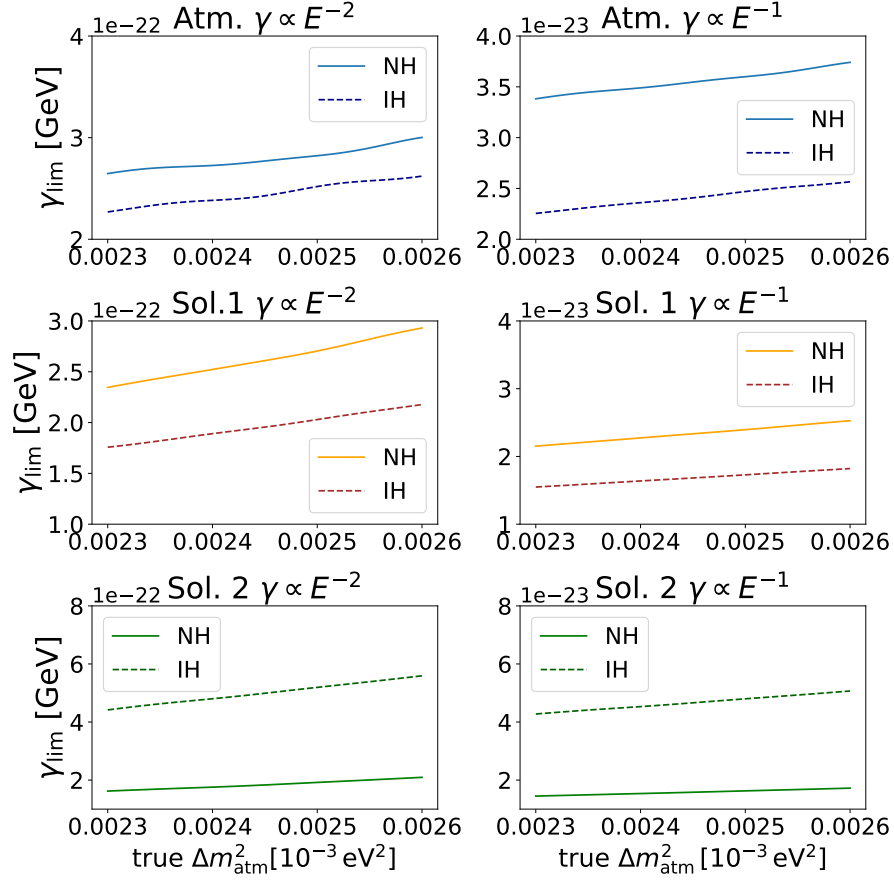 1e−22 Atm. γ ∝ E⁻²
4
3
2
γlim [GeV]
NH
IH
0.0023 0.0024 0.0025 0.0026
1e−23 Atm. γ ∝ E⁻¹
4.0
3.5
3.0
2.5
2.0
NH
IH
0.0023 0.0024 0.0025 0.0026
1e−22 Sol.1 γ ∝ E⁻²
3.0
2.5
2.0
1.5
1.0
γlim [GeV]
NH
IH
0.0023 0.0024 0.0025 0.0026
1e−23 Sol. 1 γ ∝ E⁻¹
4
3
2
1
NH
IH
0.0023 0.0024 0.0025 0.0026
1e−22 Sol. 2 γ ∝ E⁻²
8
6
4
2
γlim [GeV]
NH
IH
0.0023 0.0024 0.0025 0.0026
true Δm²atm[10⁻³ eV²]
1e−23 Sol. 2 γ ∝ E⁻¹
8
6
4
2
NH
IH
0.0023 0.0024 0.0025 0.0026
true Δm²atm[10⁻³ eV²]